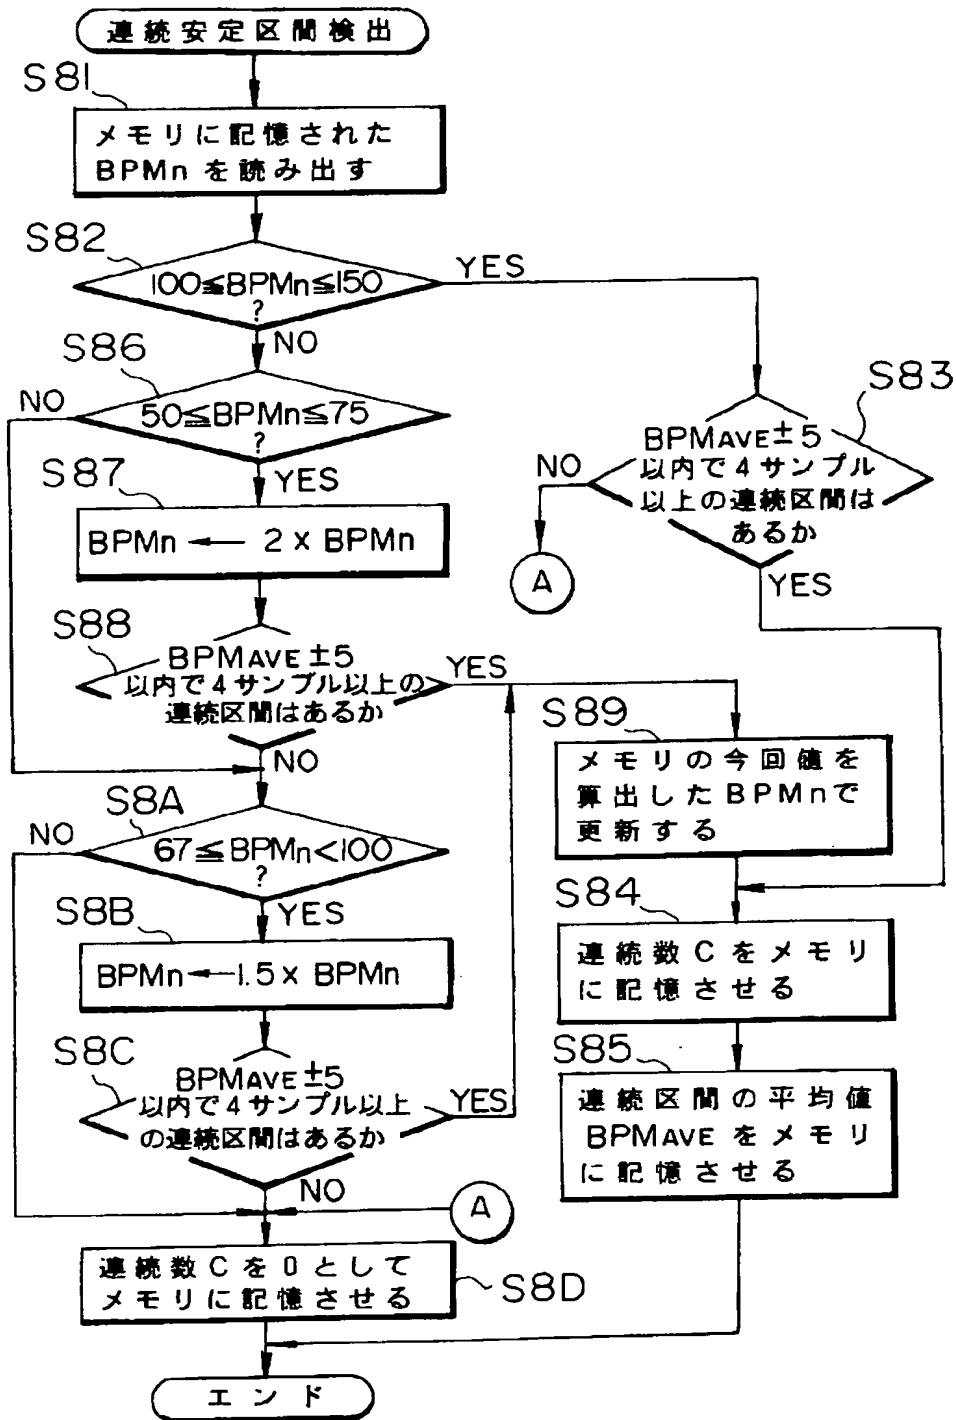 連続安定区間検出
S81
メモリに記憶された
BPMn を読み出す
S82
100≦BPMn≦150
?
YES
NO
S86
NO
50≦BPMn≦75
?
YES
S83
BPMAVE±5
以内で4サンプル
以上の連続区間は
あるか
NO
A
YES
S87
BPMn ← 2 × BPMn
S88
BPMAVE±5
以内で4サンプル以上の
連続区間はあるか
YES
NO
S89
メモリの今回値を
算出したBPMnで
更新する
S8A
NO
67≦BPMn<100
?
YES
S8B
BPMn←1.5×BPMn
S84
連続数Cをメモリ
に記憶させる
S8C
BPMAVE±5
以内で4サンプル以上
の連続区間はあるか
YES
NO
S85
連続区間の平均値
BPMAVEをメモリ
に記憶させる
A
連続数Cを0として
メモリに記憶させる
S8D
エンド